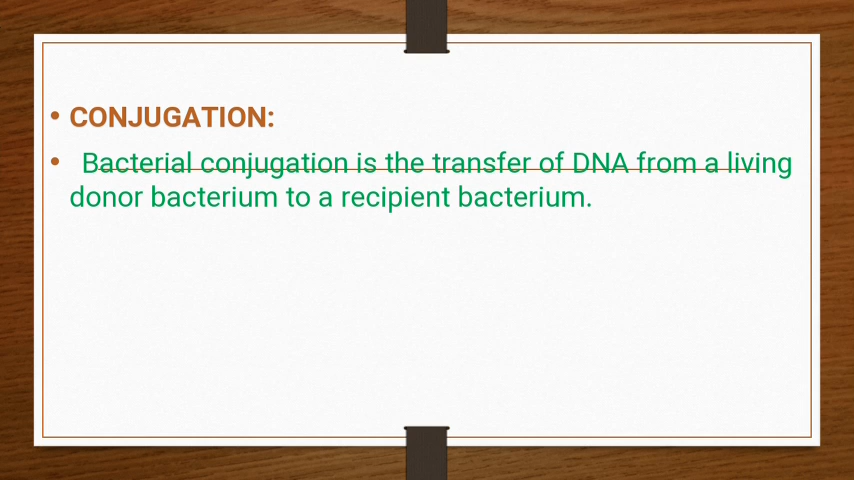 • CONJUGATION:
• Bacterial conjugation is the transfer of DNA from a living
donor bacterium to a recipient bacterium.